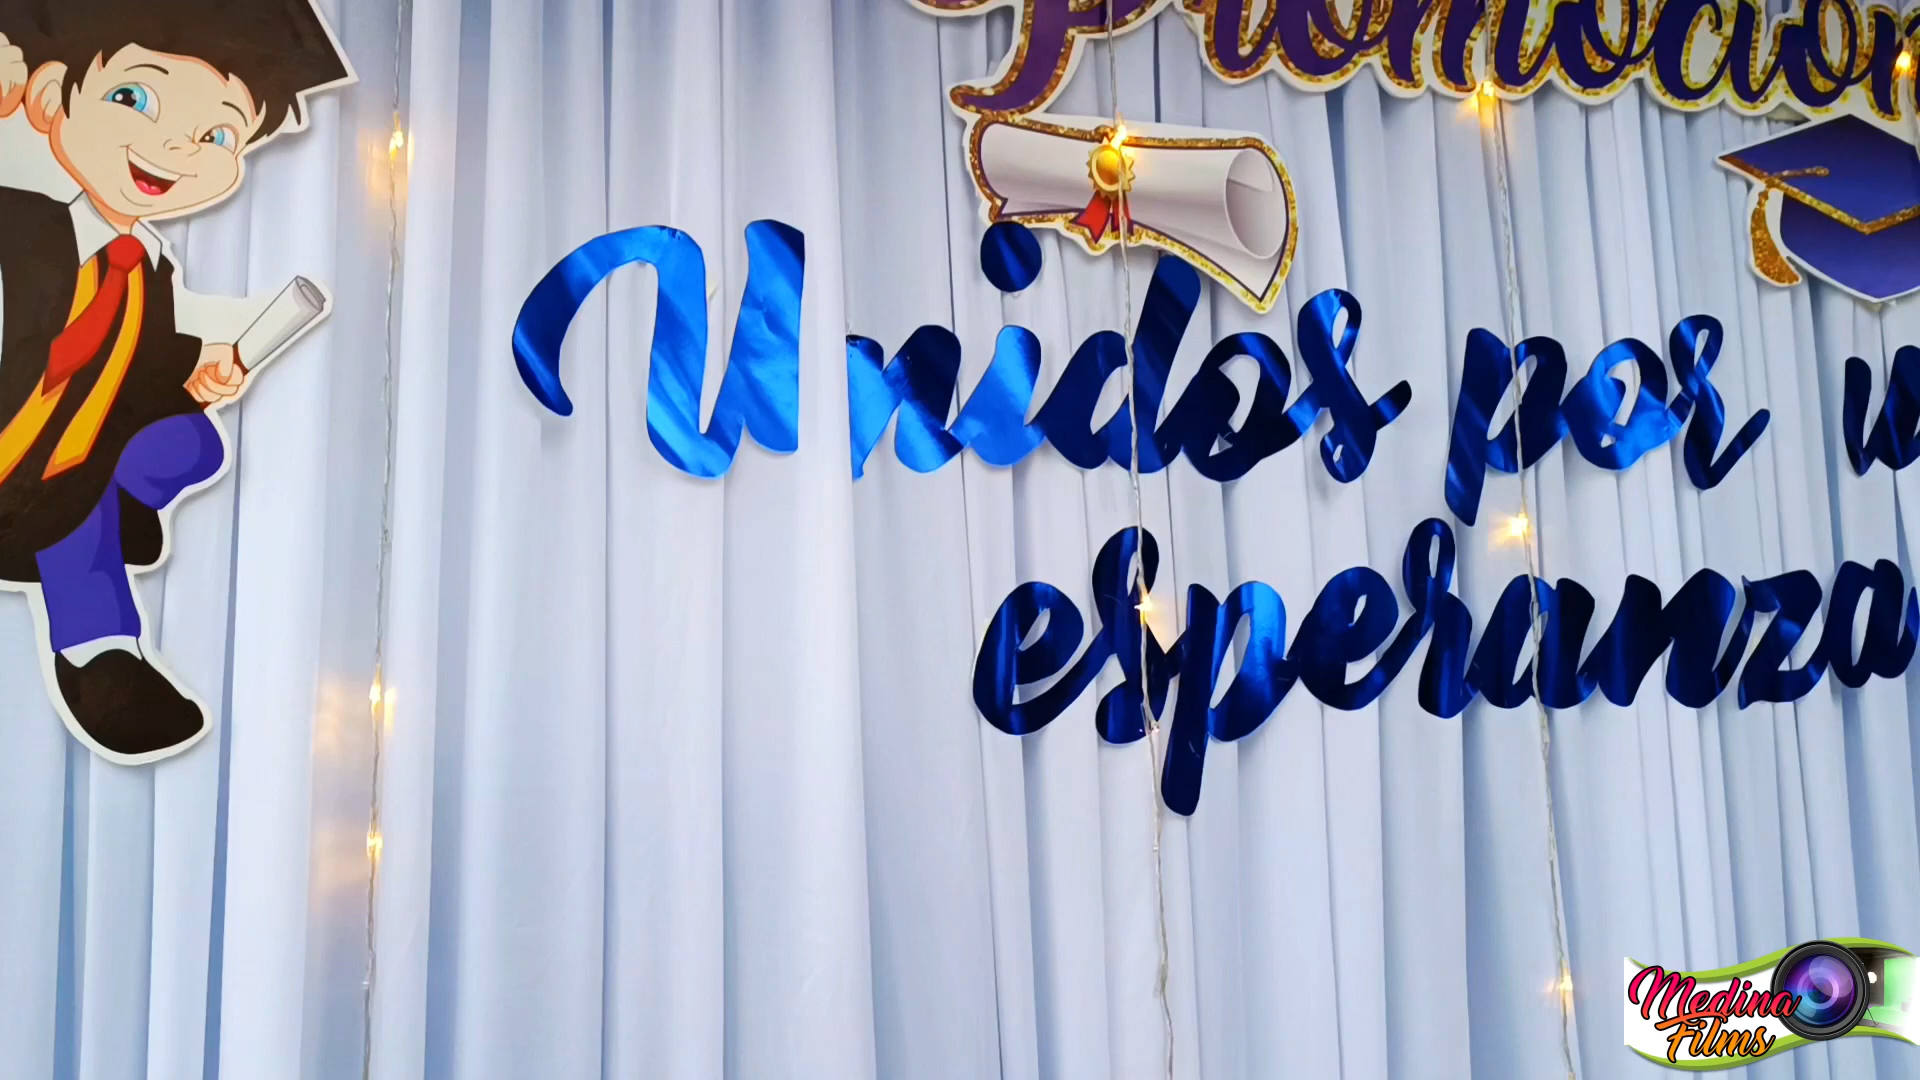 Promoción
Unidos por u
esperanza
Medina
Films